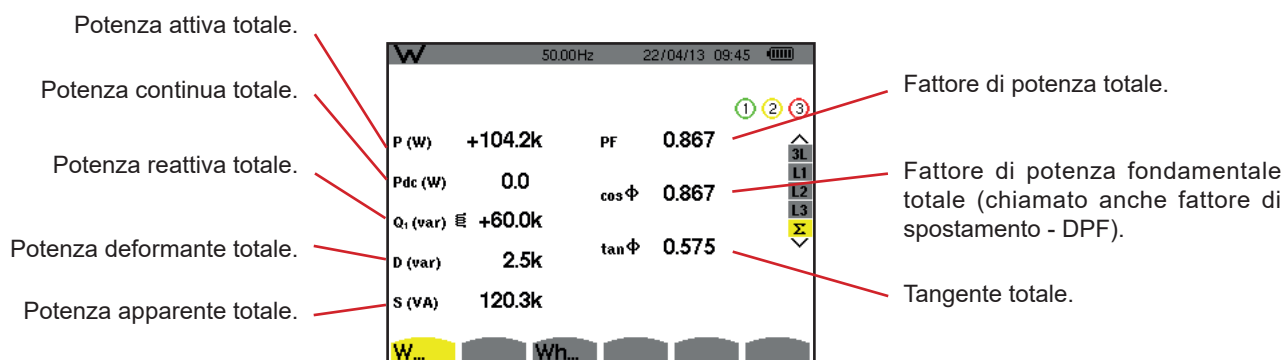 Potenza attiva totale.
Potenza continua totale.
Potenza reattiva totale.
Potenza deformante totale.
Potenza apparente totale.
W 50.00Hz 22/04/13 09:45
1 2 3
P (W) +104.2k PF 0.867
Pdc (W) 0.0 cos Φ 0.867
Q₁ (var) +60.0k tan Φ 0.575
D (var) 2.5k
S (VA) 120.3k
3L
L1
L2
L3
Σ
W... Wh...
Fattore di potenza totale.
Fattore di potenza fondamentale
totale (chiamato anche fattore di
spostamento - DPF).
Tangente totale.